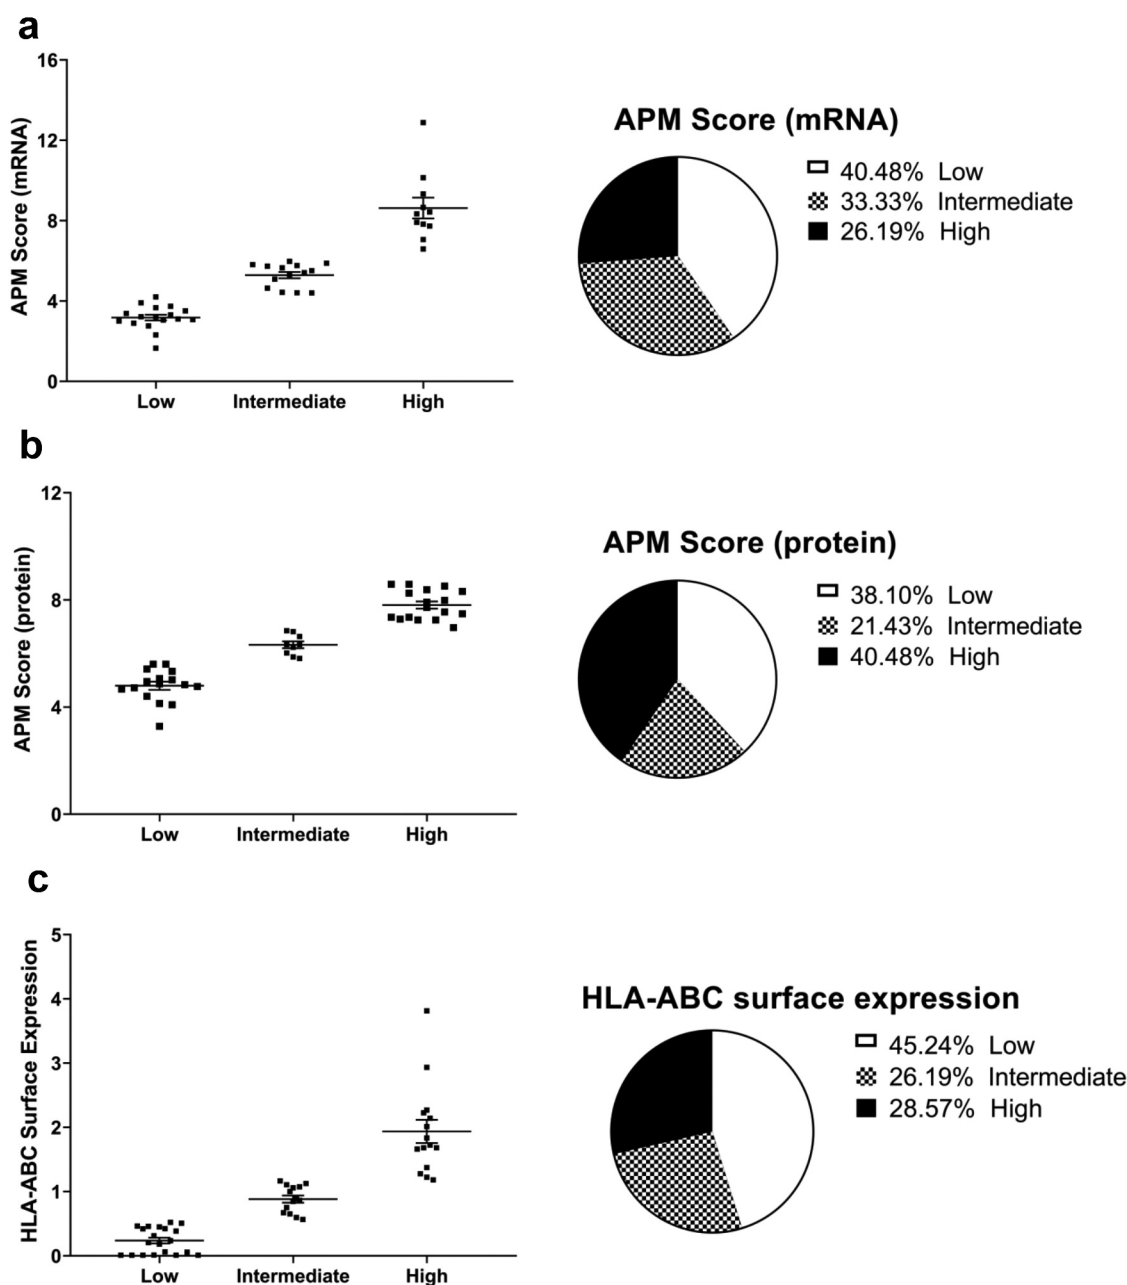 a
16
12
8
4
0
APM Score (mRNA)
Low Intermediate High
APM Score (mRNA)
40.48% Low
33.33% Intermediate
26.19% High
b
12
8
4
0
APM Score (protein)
Low Intermediate High
APM Score (protein)
38.10% Low
21.43% Intermediate
40.48% High
c
5
4
3
2
1
0
HLA-ABC Surface Expression
Low Intermediate High
HLA-ABC surface expression
45.24% Low
26.19% Intermediate
28.57% High